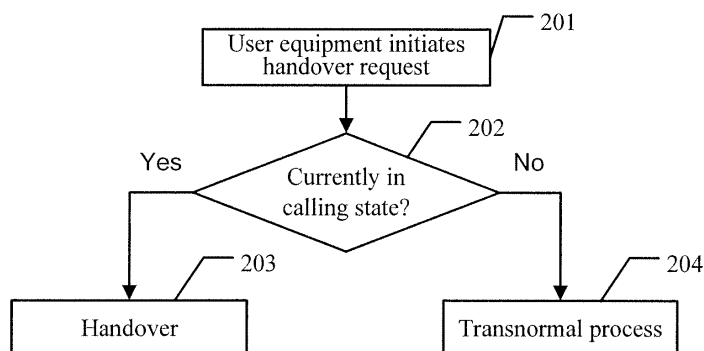 201
User equipment initiates
handover request
202
Yes
No
Currently in
calling state?
203
204
Handover
Transnormal process